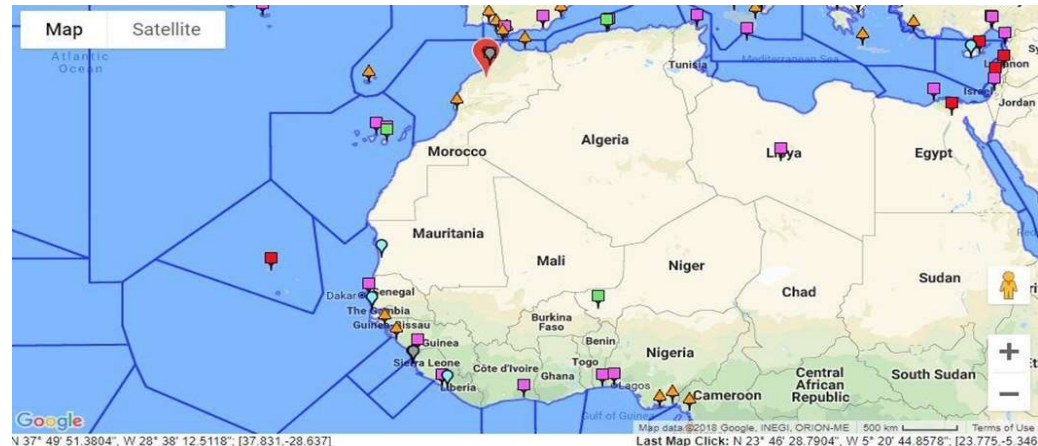 Map Satellite
Atlantic
Ocean
Tunisia
Mediterranean Sea
Lebanon
Israel
Jordan
Morocco
Algeria
Libya
Egypt
Mauritania
Mali
Niger
Chad
Sudan
Dakar
Senegal
The Gambia
Guinea-Bissau
Guinea
Sierra Leone
Liberia
Côte d'Ivoire
Burkina
Faso
Ghana
Togo
Benin
Nigeria
Lagos
Cameroon
Central
African
Republic
South Sudan
Gulf of Guinea
+
−
Google
Map data ©2018 Google, INEGI, ORION-ME 500 km Terms of Use
N 37° 49' 51.3804", W 28° 38' 12.5118"; [37.831,-28.637]
Last Map Click: N 23° 46' 28.7904", W 5° 20' 44.8578"; 23.775,-5.346